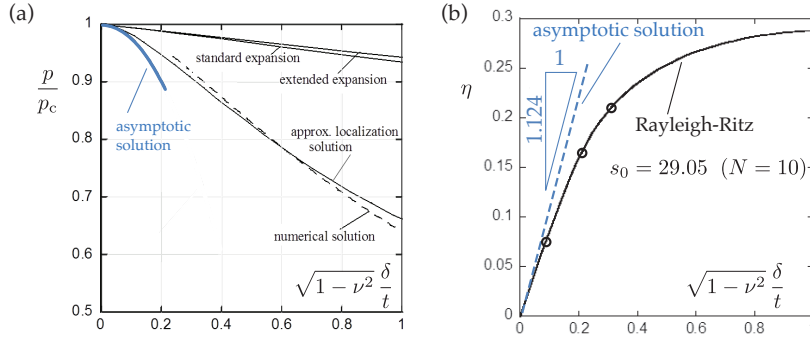 (a)
1
0.9
0.8
0.7
0.6
0.5
p
p_c
standard expansion
extended expansion
asymptotic
solution
approx. localization
solution
numerical solution
√1 − ν² δ/t
0
0.2
0.4
0.6
0.8
1
(b)
0.3
0.25
0.2
0.15
0.1
0.05
0
η
asymptotic solution
1
1.124
Rayleigh-Ritz
s₀ = 29.05 (N = 10)
√1 − ν² δ/t
0
0.2
0.4
0.6
0.8